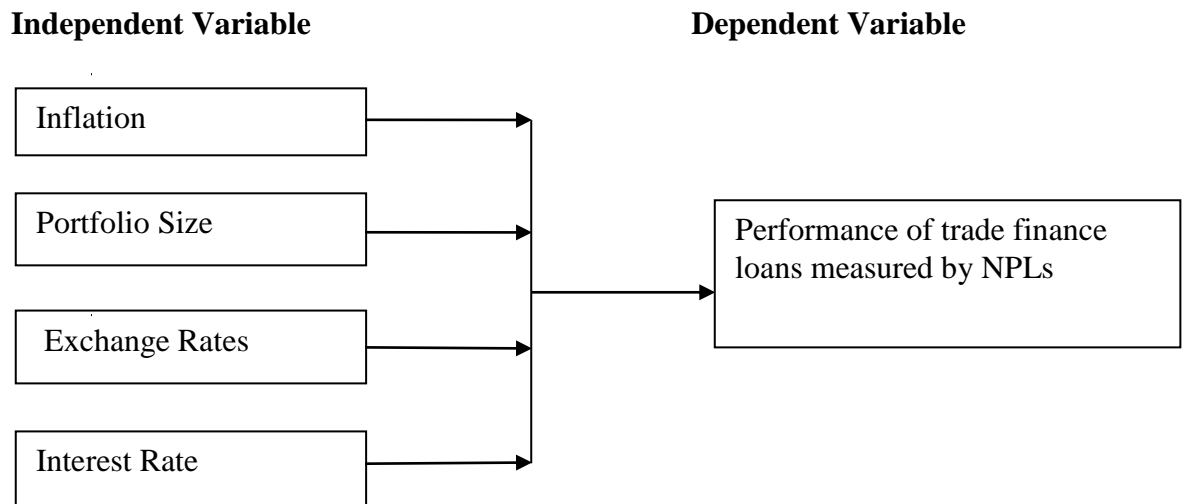 Independent Variable
Dependent Variable
Inflation
Portfolio Size
Exchange Rates
Interest Rate
Performance of trade finance
loans measured by NPLs